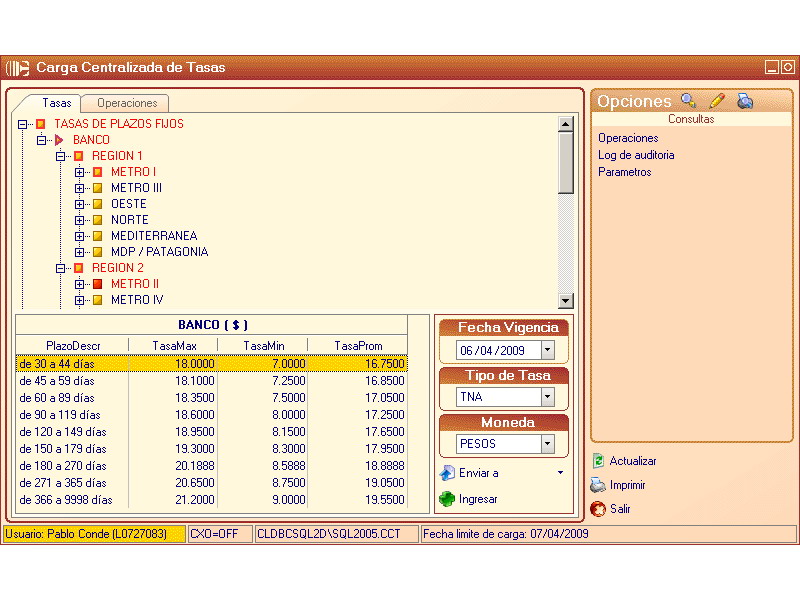 Carga Centralizada de Tasas
Tasas Operaciones
TASAS DE PLAZOS FIJOS
BANCO
REGION 1
METRO I
METRO III
OESTE
NORTE
MEDITERRANEA
MDP / PATAGONIA
REGION 2
METRO II
METRO IV
BANCO ( $ )
PlazoDescr TasaMax TasaMin TasaProm
de 30 a 44 días 18.0000 7.0000 16.7500
de 45 a 59 días 18.1000 7.2500 16.8500
de 60 a 89 días 18.3500 7.5000 17.0500
de 90 a 119 días 18.6000 8.0000 17.2500
de 120 a 149 días 18.9500 8.1500 17.6500
de 150 a 179 días 19.3000 8.3000 17.9500
de 180 a 270 días 20.1888 8.5888 18.8888
de 271 a 365 días 20.6500 8.7500 19.0500
de 366 a 9998 días 21.2000 9.0000 19.5500
Fecha Vigencia
06/04/2009
Tipo de Tasa
TNA
Moneda
PESOS
Enviar a
Ingresar
Opciones
Consultas
Operaciones
Log de auditoria
Parametros
Actualizar
Imprimir
Salir
Usuario: Pablo Conde (L0727083) CXO=OFF CLDBCSQL2D\SQL2005.CCT Fecha limite de carga: 07/04/2009